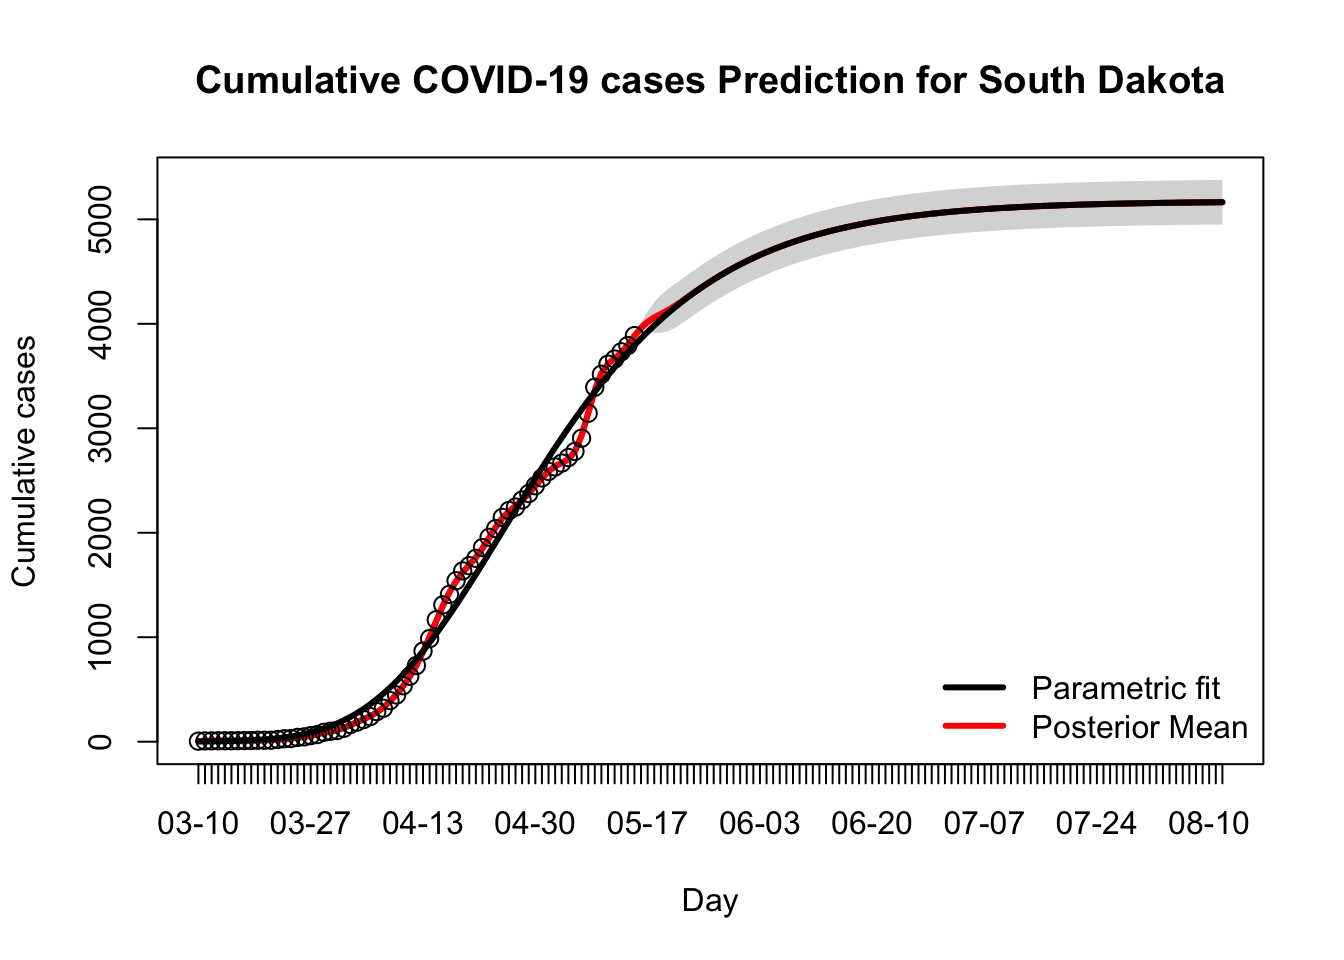 Cumulative COVID-19 cases Prediction for South Dakota
Cumulative cases
5000
4000
3000
2000
1000
0
Parametric fit
Posterior Mean
03-10 03-27 04-13 04-30 05-17 06-03 06-20 07-07 07-24 08-10
Day